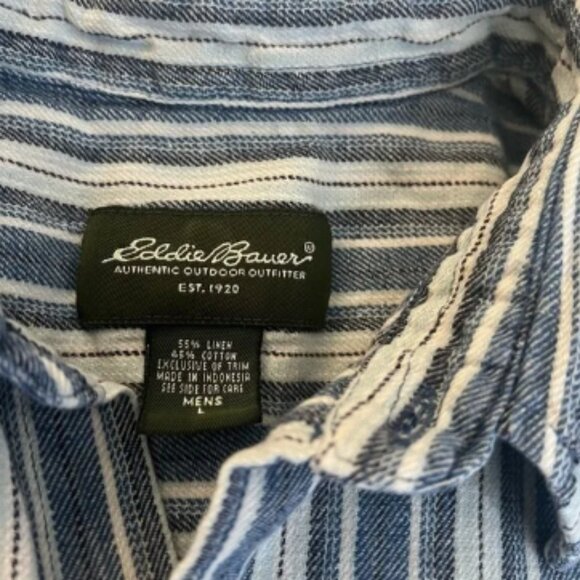 Eddie Bauer®
AUTHENTIC OUTDOOR OUTFITTER
EST. 1920
55% LINEN
45% COTTON
EXCLUSIVE OF TRIM
MADE IN INDONESIA
SEE SIDE FOR CARE
MENS
L